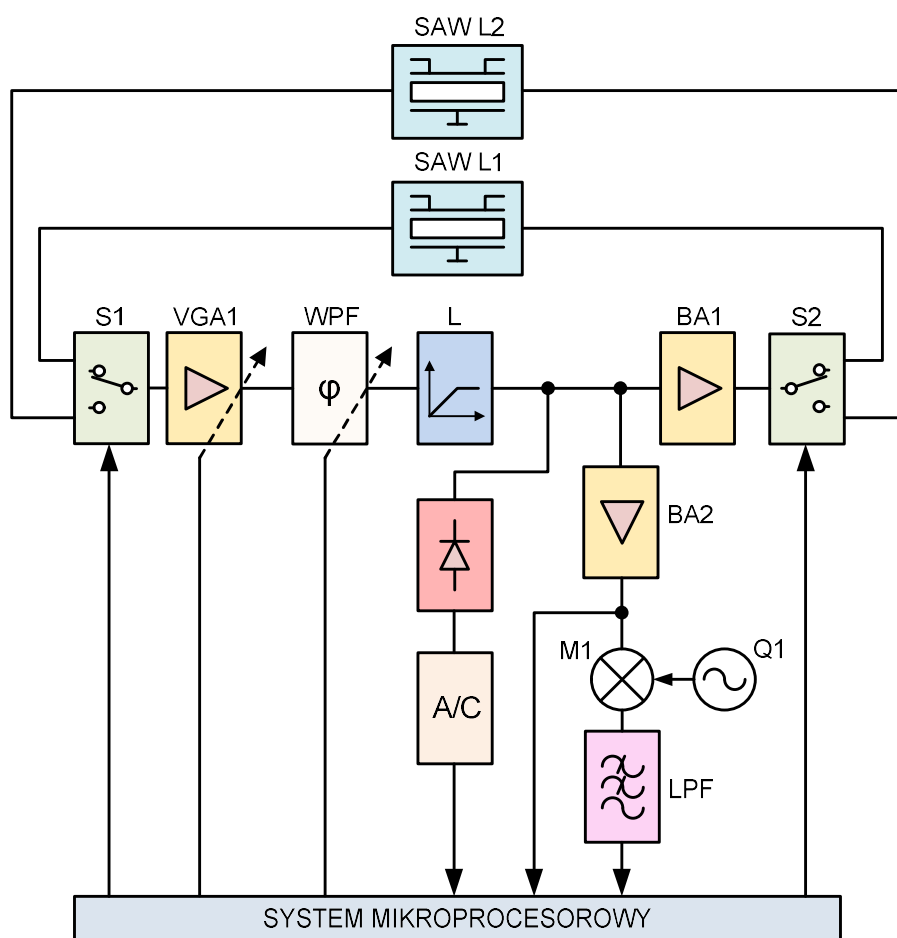 SAW L2
SAW L1
S1
VGA1
WPF
L
BA1
S2
φ
BA2
M1
Q1
A/C
LPF
SYSTEM MIKROPROCESOROWY